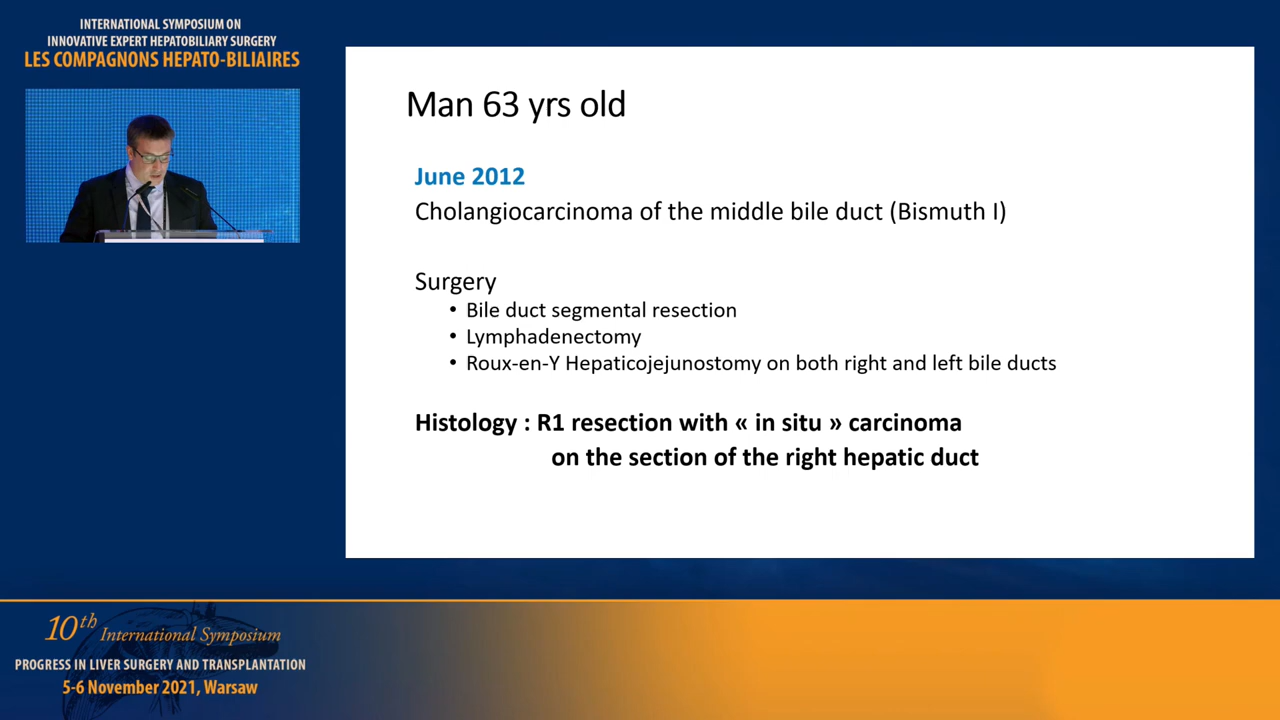 INTERNATIONAL SYMPOSIUM ON
INNOVATIVE EXPERT HEPATOBILIARY SURGERY
LES COMPAGNONS HEPATO-BILIAIRES
Man 63 yrs old
June 2012
Cholangiocarcinoma of the middle bile duct (Bismuth I)
Surgery
• Bile duct segmental resection
• Lymphadenectomy
• Roux-en-Y Hepaticojejunostomy on both right and left bile ducts
Histology : R1 resection with « in situ » carcinoma
on the section of the right hepatic duct
10th International Symposium
PROGRESS IN LIVER SURGERY AND TRANSPLANTATION
5-6 November 2021, Warsaw